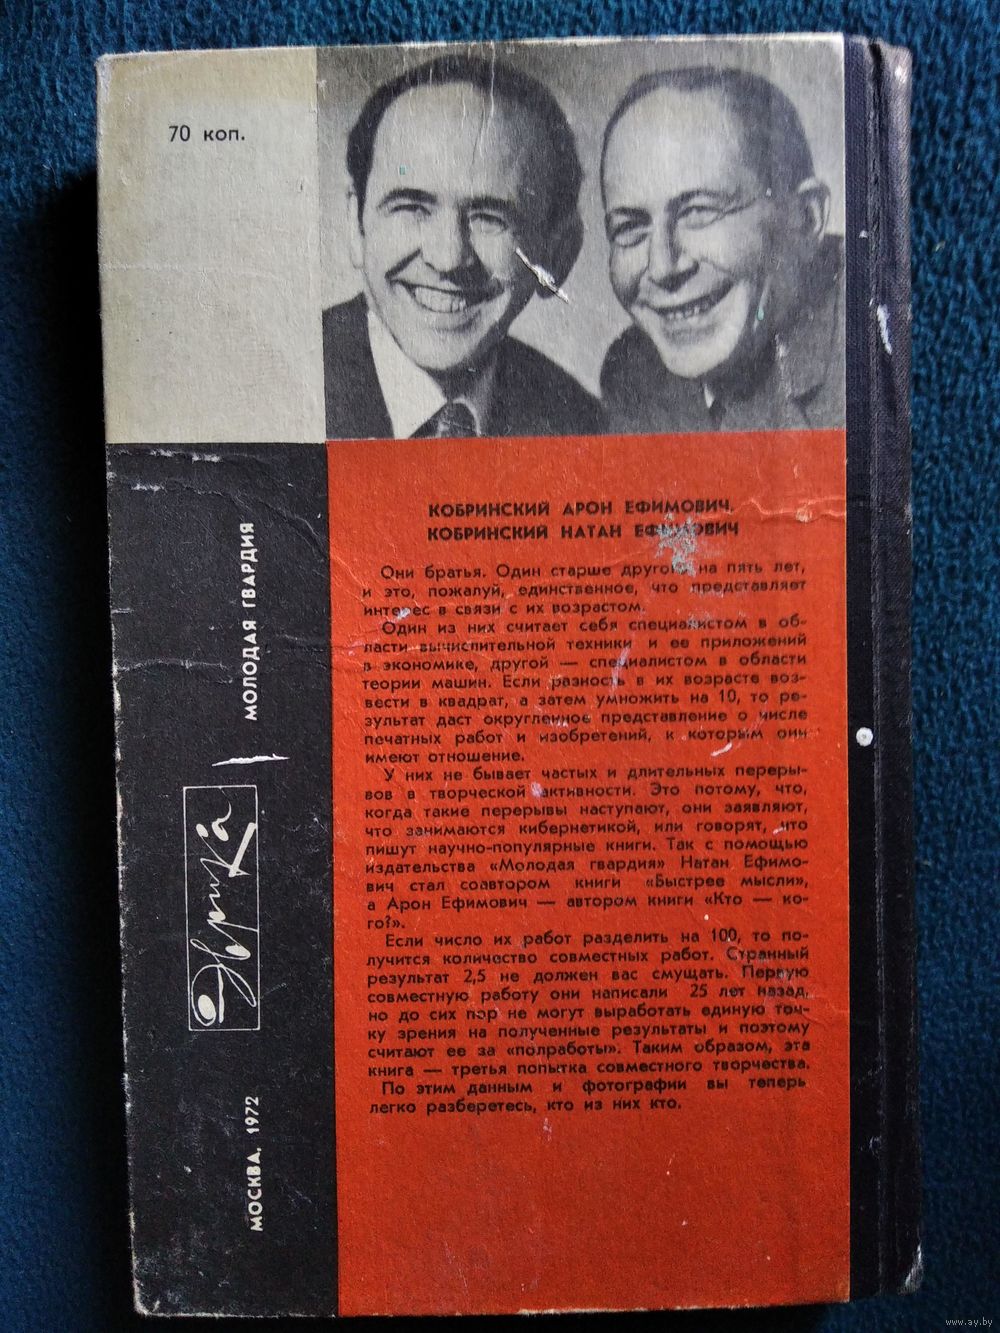 70 коп.
КОБРИНСКИЙ АРОН ЕФИМОВИЧ.
КОБРИНСКИЙ НАТАН ЕФИМОВИЧ
Они братья. Один старше другого на пять лет,
и это, пожалуй, единственное, что представляет
интерес в связи с их возрастом.
Один из них считает себя специалистом в об-
ласти вычислительной техники и ее приложений
в экономике, другой — специалистом в области
теории машин. Если разность в их возрасте воз-
вести в квадрат, а затем умножить на 10, то ре-
зультат даст округленное представление о числе
печатных работ и изобретений, к которым они
имеют отношение.
У них не бывает частых и длительных переры-
вов в творческой активности. Это потому, что,
когда такие перерывы наступают, они заявляют,
что занимаются кибернетикой, или говорят, что
пишут научно-популярные книги. Так с помощью
издательства «Молодая гвардия» Натан Ефимо-
вич стал соавтором книги «Быстрее мысли»,
а Арон Ефимович — автором книги «Кто — ко-
го?».
Если число их работ разделить на 100, то по-
лучится количество совместных работ. Странный
результат 2,5 не должен вас смущать. Первую
совместную работу они написали 25 лет назад,
но до сих пор не могут выработать единую точ-
ку зрения на полученные результаты и поэтому
считают ее за «полработы». Таким образом, эта
книга — третья попытка совместного творчества.
По этим данным и фотографии вы теперь
легко разберетесь, кто из них кто.
МОСКВА, 1972
Эврика
МОЛОДАЯ ГВАРДИЯ
www.ay.by